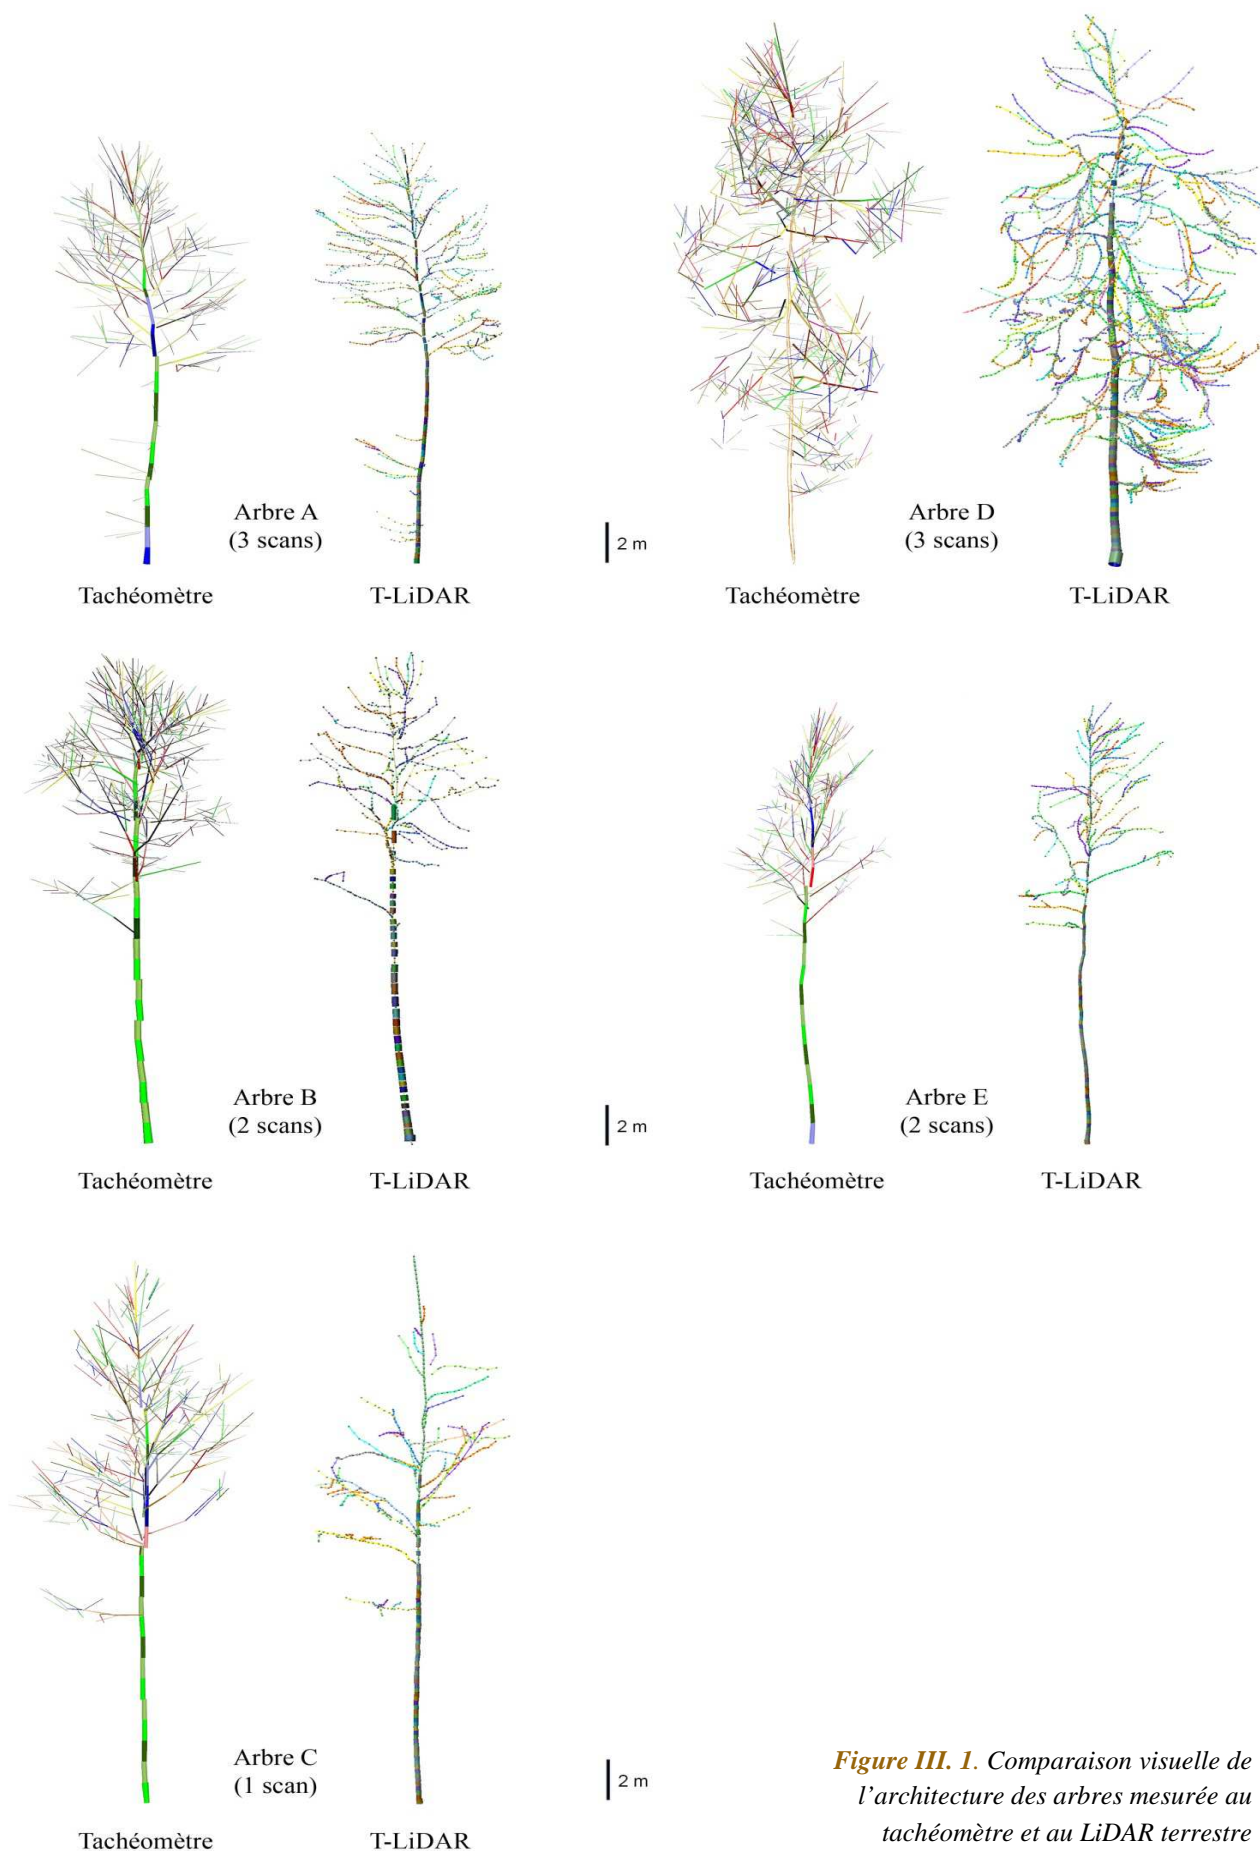 Arbre A
(3 scans)
2 m
Tachéomètre
T-LiDAR
Arbre D
(3 scans)
Tachéomètre
T-LiDAR
Arbre B
(2 scans)
2 m
Tachéomètre
T-LiDAR
Arbre E
(2 scans)
Tachéomètre
T-LiDAR
Arbre C
(1 scan)
2 m
Tachéomètre
T-LiDAR
Figure III. 1. Comparaison visuelle de
l’architecture des arbres mesurée au
tachéomètre et au LiDAR terrestre